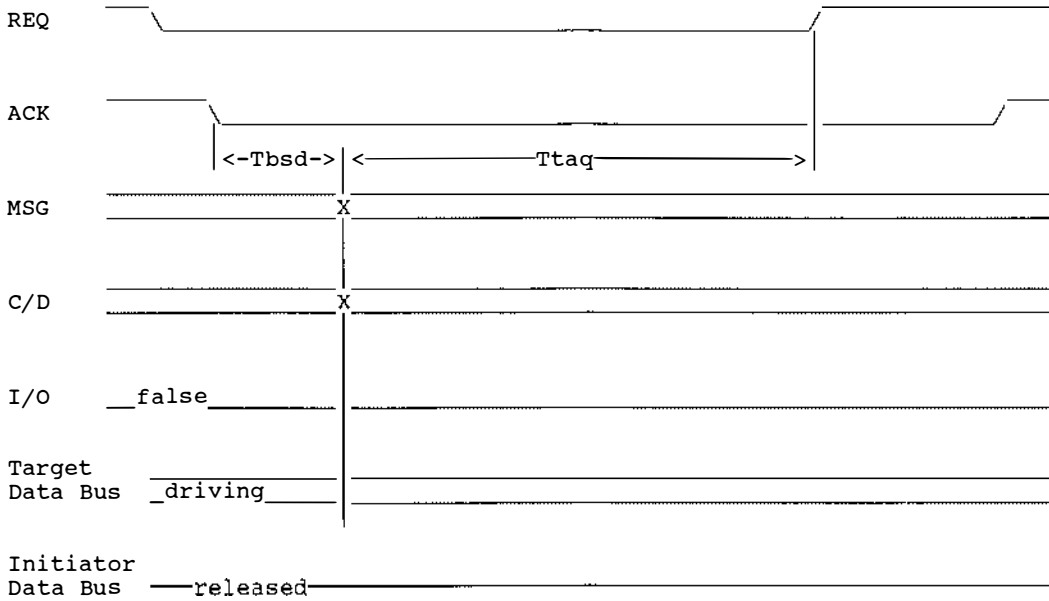 REQ
ACK
<-Tbsd-> <Ttaq>
MSG X
C/D X
I/O false
Target
Data Bus driving
Initiator
Data Bus released